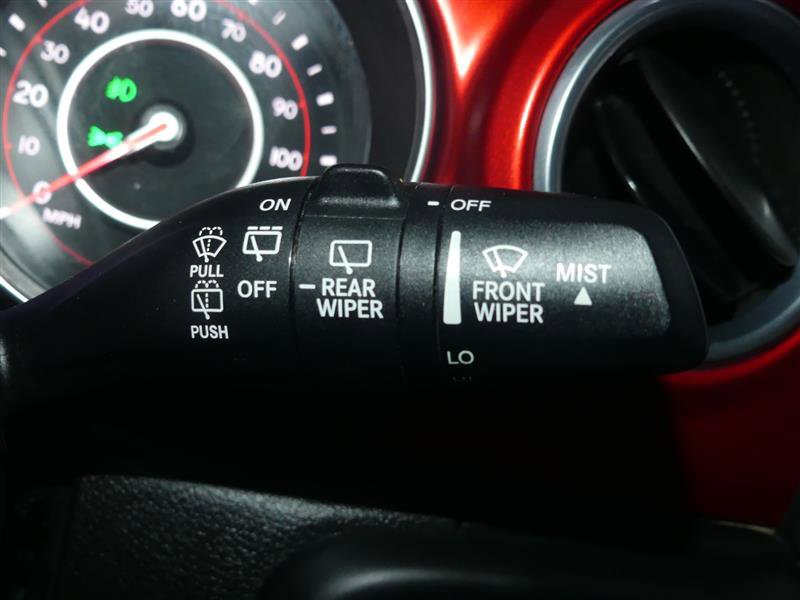 10
20
30
40
60
70
80
90
100
0
MPH
ON
OFF
PULL
OFF
REAR
WIPER
FRONT
WIPER
MIST
PUSH
LO